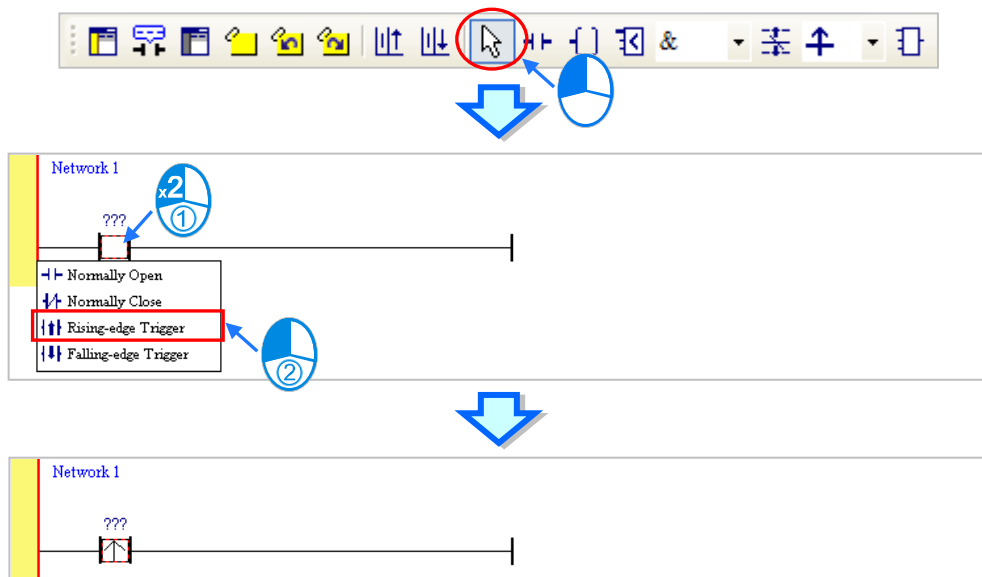 &
Network 1
x2
①
???
Normally Open
Normally Close
Rising-edge Trigger
Falling-edge Trigger
②
Network 1
???